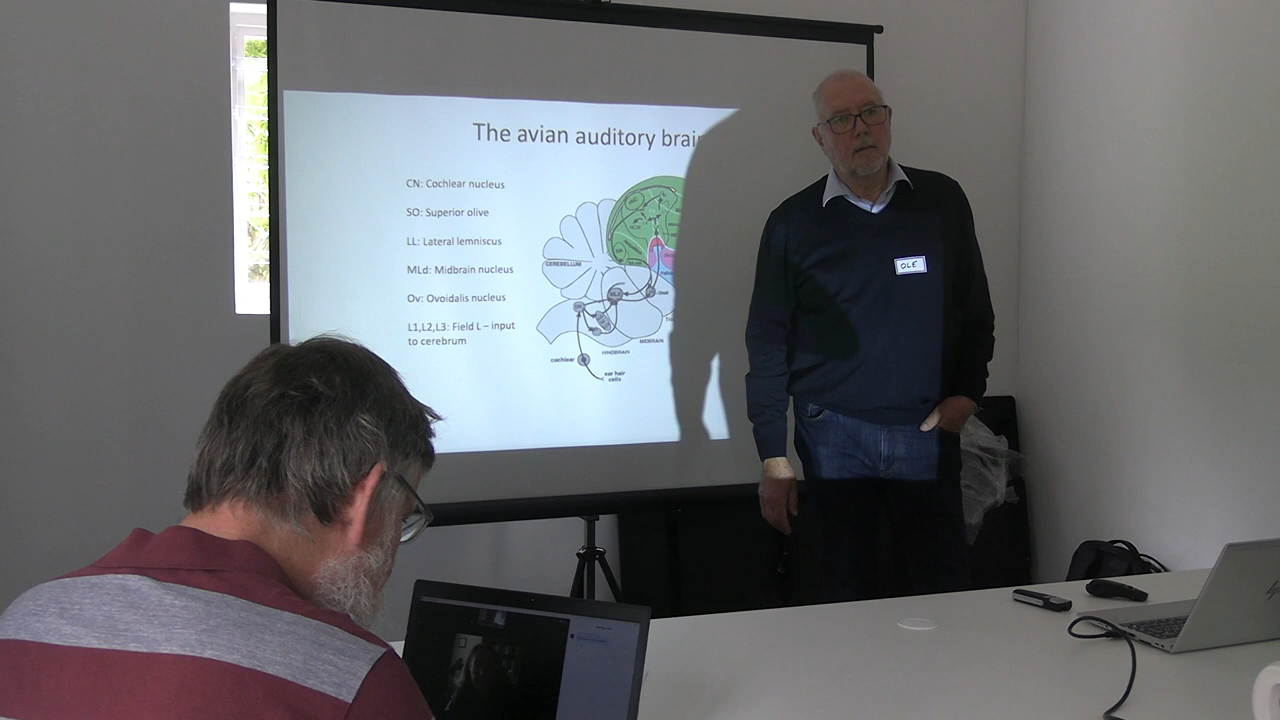 The avian auditory brain
CN: Cochlear nucleus
SO: Superior olive
LL: Lateral lemniscus
MLd: Midbrain nucleus
Ov: Ovoidalis nucleus
L1,L2,L3: Field L – input
to cerebrum
CEREBELLUM
MIDBRAIN
HINDBRAIN
cochlear
ear hair
cells
OLE